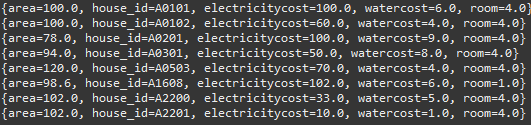 {area=100.0, house_id=A0101, electricitycost=100.0, watercost=6.0, room=4.0}
{area=100.0, house_id=A0102, electricitycost=60.0, watercost=4.0, room=4.0}
{area=78.0, house_id=A0201, electricitycost=100.0, watercost=9.0, room=4.0}
{area=94.0, house_id=A0301, electricitycost=50.0, watercost=8.0, room=4.0}
{area=120.0, house_id=A0503, electricitycost=70.0, watercost=4.0, room=4.0}
{area=98.6, house_id=A1608, electricitycost=102.0, watercost=6.0, room=1.0}
{area=102.0, house_id=A2200, electricitycost=33.0, watercost=5.0, room=4.0}
{area=102.0, house_id=A2201, electricitycost=10.0, watercost=1.0, room=4.0}